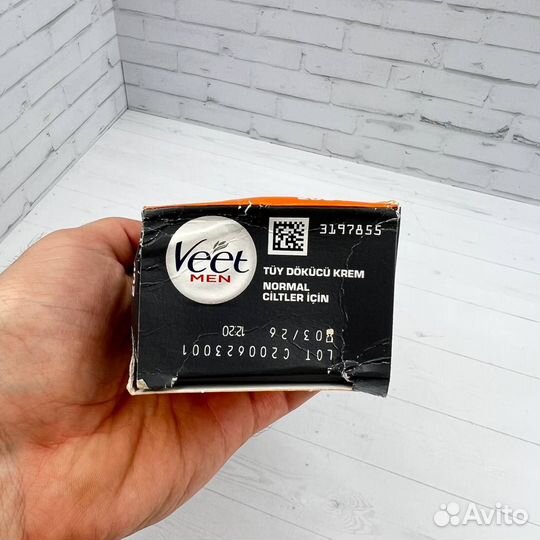 Veet
MEN
3197855
TÜY DÖKÜCÜ KREM
NORMAL
CİLTLER İÇİN
LOT C200623001
03/26 1220
Avito